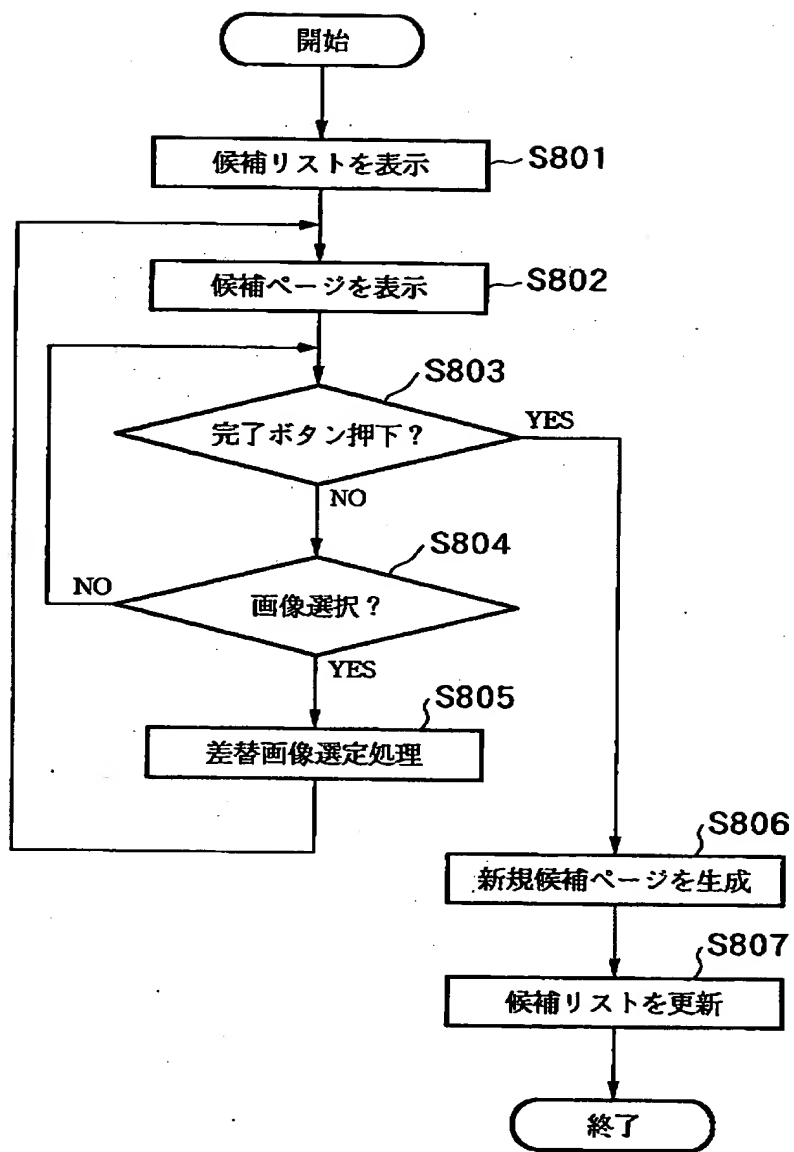 開始
候補リストを表示
S801
候補ページを表示
S802
S803
完了ボタン押下?
YES
NO
S804
画像選択?
NO
YES
S805
差替画像選定処理
S806
新規候補ページを生成
S807
候補リストを更新
終了